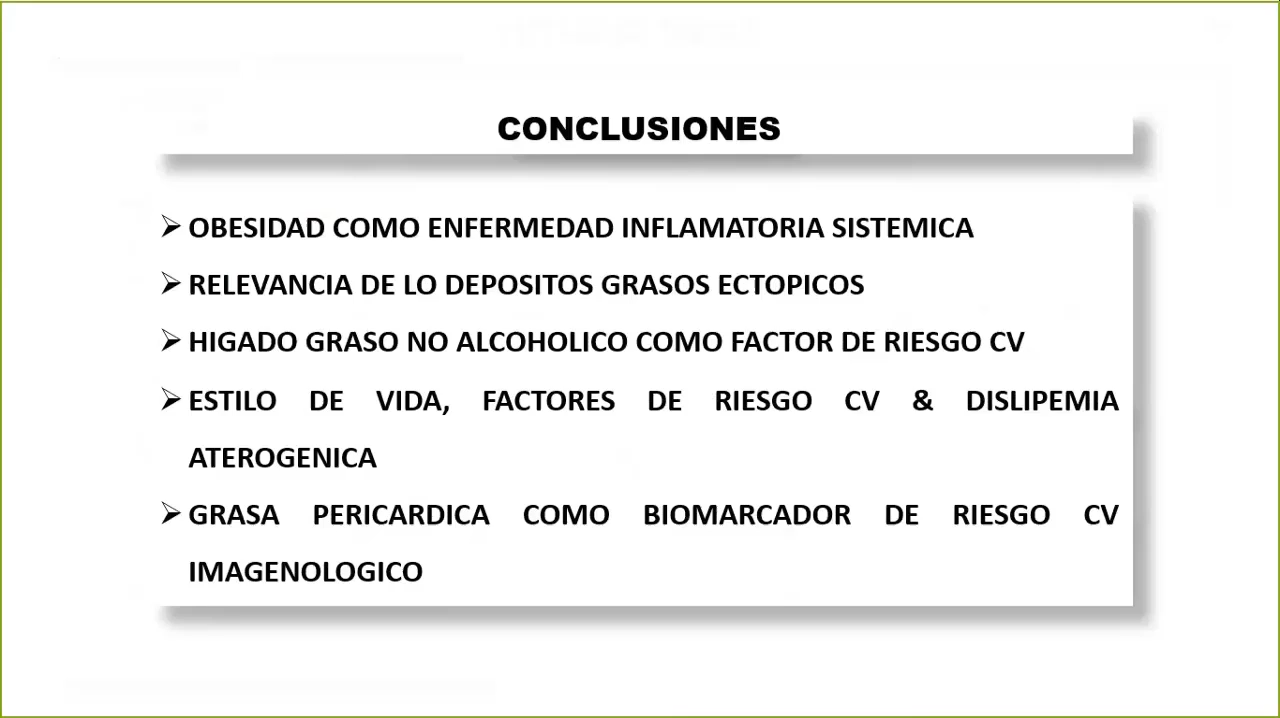 CONCLUSIONES
➢ OBESIDAD COMO ENFERMEDAD INFLAMATORIA SISTEMICA
➢ RELEVANCIA DE LO DEPOSITOS GRASOS ECTOPICOS
➢ HIGADO GRASO NO ALCOHOLICO COMO FACTOR DE RIESGO CV
➢ ESTILO DE VIDA, FACTORES DE RIESGO CV & DISLIPEMIA
ATEROGENICA
➢ GRASA PERICARDICA COMO BIOMARCADOR DE RIESGO CV
IMAGENOLOGICO